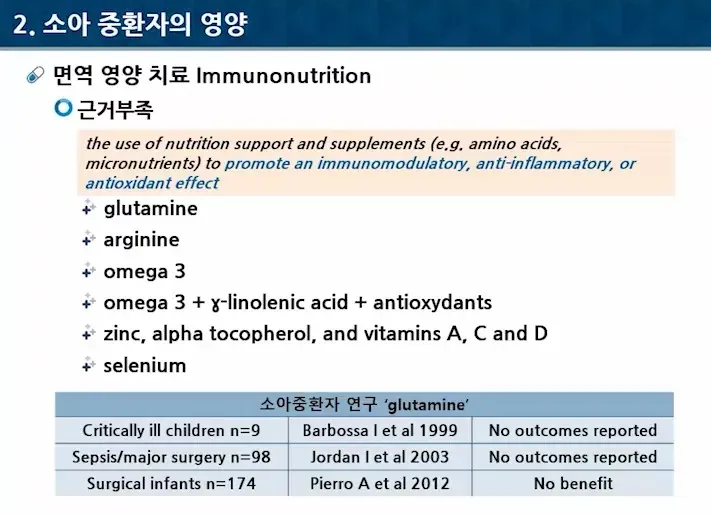 2. 소아 중환자의 영양
면역 영양 치료 Immunonutrition
근거부족
the use of nutrition support and supplements (e.g. amino acids,
micronutrients) to promote an immunomodulatory, anti-inflammatory, or
antioxidant effect
glutamine
arginine
omega 3
omega 3 + ɣ-linolenic acid + antioxydants
zinc, alpha tocopherol, and vitamins A, C and D
selenium
소아중환자 연구 ‘glutamine’
Critically ill children n=9 Barbossa I et al 1999 No outcomes reported
Sepsis/major surgery n=98 Jordan I et al 2003 No outcomes reported
Surgical infants n=174 Pierro A et al 2012 No benefit